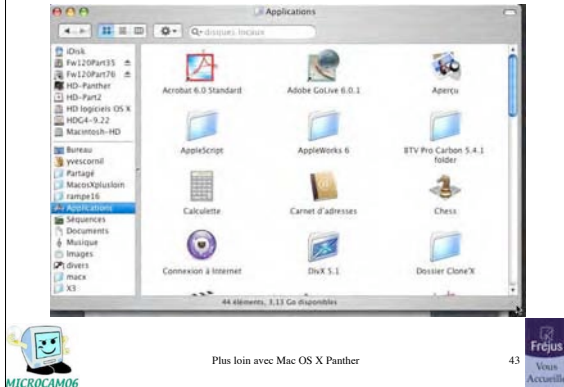 Applications
Q- disques locaux
iDisk
Fw120Part35
Fw120Part76
HD-Panther
HD-Part2
HD logiciels OS X
HDG4-9.22
Macintosh-HD
Bureau
yvescornil
Partagé
MacosXplusloin
rampe16
Applications
Séquences
Documents
Musique
Images
divers
macx
X3
Acrobat 6.0 Standard
Adobe GoLive 6.0.1
Aperçu
AppleScript
AppleWorks 6
BTV Pro Carbon 5.4.1
folder
Calculette
Carnet d'adresses
Chess
Connexion à Internet
DivX 5.1
Dossier Clone'X
44 éléments, 3.13 Go disponibles
MICROCAM06
Plus loin avec Mac OS X Panther
43
Fréjus
Vous
Accueille